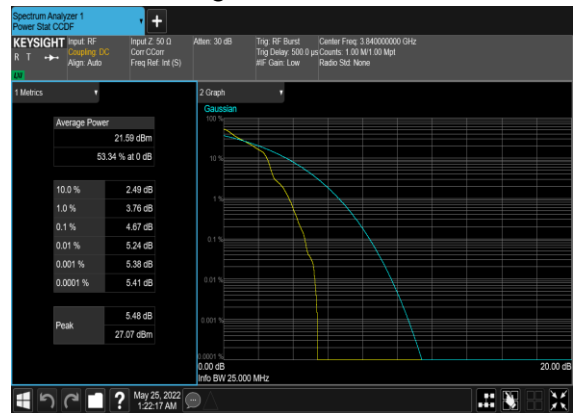 Spectrum Analyzer 1
Power Stat CCDF
KEYSIGHT
R T
LXI
Input: RF
Coupling: DC
Align: Auto
Input Z: 50 Ω
Corr CCorr
Freq Ref: Int (S)
Atten: 30 dB
Trig: RF Burst
Trig Delay: 500.0 µs
#IF Gain: Low
Center Freq: 3.840000000 GHz
Counts: 1.00 M/1.00 Mpt
Radio Std: None
1 Metrics
Average Power
21.59 dBm
53.34 % at 0 dB
10.0 % 2.49 dB
1.0 % 3.76 dB
0.1 % 4.67 dB
0.01 % 5.24 dB
0.001 % 5.38 dB
0.0001 % 5.41 dB
Peak
5.48 dB
27.07 dBm
2 Graph
Gaussian
100 %
10 %
1 %
0.1 %
0.01 %
0.001 %
0.0001 %
0.00 dB 20.00 dB
Info BW 25.000 MHz
?
May 25, 2022
1:22:17 AM